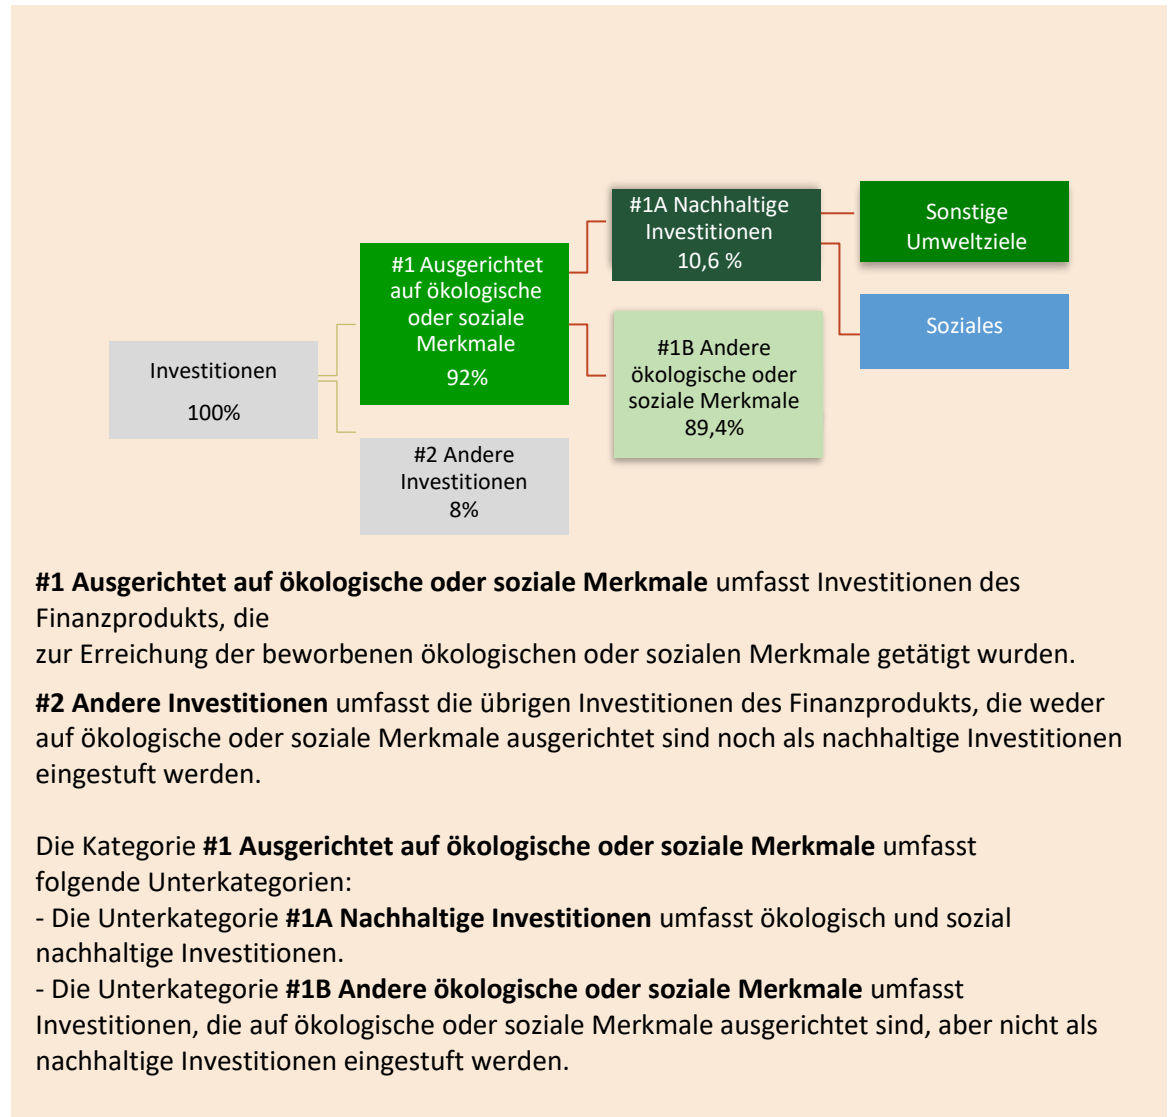 Investitionen
100%
#1 Ausgerichtet
auf ökologische
oder soziale
Merkmale
92%
#2 Andere
Investitionen
8%
#1A Nachhaltige
Investitionen
10,6 %
#1B Andere
ökologische oder
soziale Merkmale
89,4%
Sonstige
Umweltziele
Soziales
#1 Ausgerichtet auf ökologische oder soziale Merkmale umfasst Investitionen des
Finanzprodukts, die
zur Erreichung der beworbenen ökologischen oder sozialen Merkmale getätigt wurden.
#2 Andere Investitionen umfasst die übrigen Investitionen des Finanzprodukts, die weder
auf ökologische oder soziale Merkmale ausgerichtet sind noch als nachhaltige Investitionen
eingestuft werden.
Die Kategorie #1 Ausgerichtet auf ökologische oder soziale Merkmale umfasst
folgende Unterkategorien:
- Die Unterkategorie #1A Nachhaltige Investitionen umfasst ökologisch und sozial
nachhaltige Investitionen.
- Die Unterkategorie #1B Andere ökologische oder soziale Merkmale umfasst
Investitionen, die auf ökologische oder soziale Merkmale ausgerichtet sind, aber nicht als
nachhaltige Investitionen eingestuft werden.